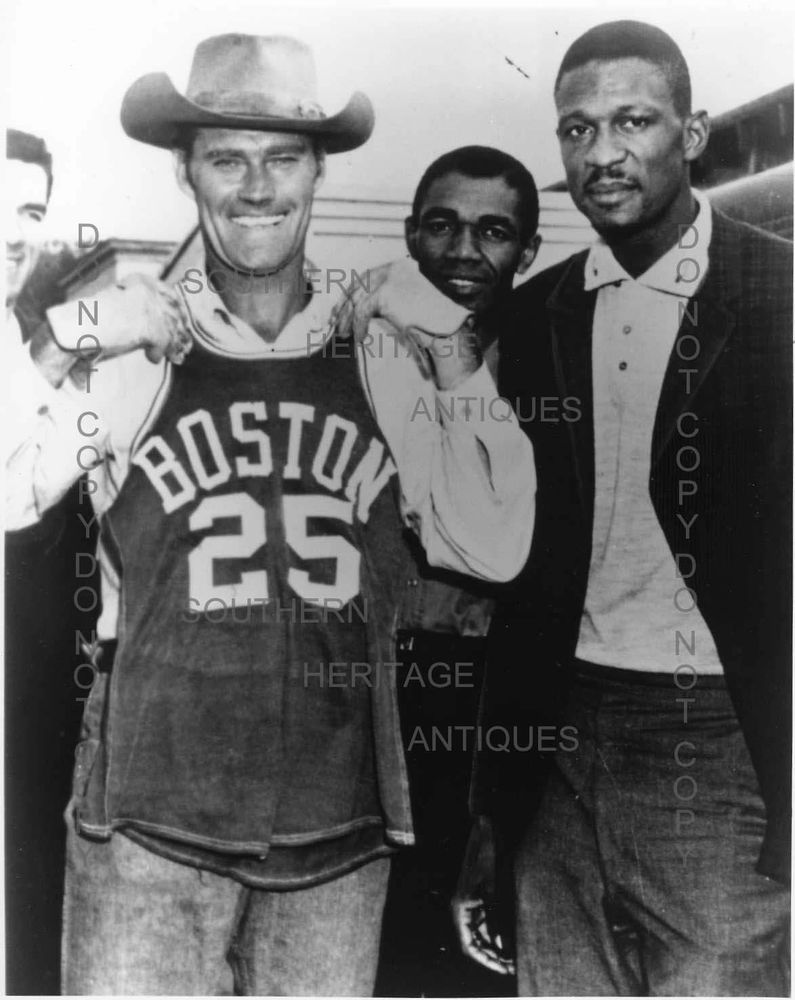 BOSTON
25
SOUTHERN
HERITAGE
ANTIQUES
SOUTHERN
HERITAGE
ANTIQUES
DO NOT COPY DO NOT
DO NOT COPY DO NOT COPY